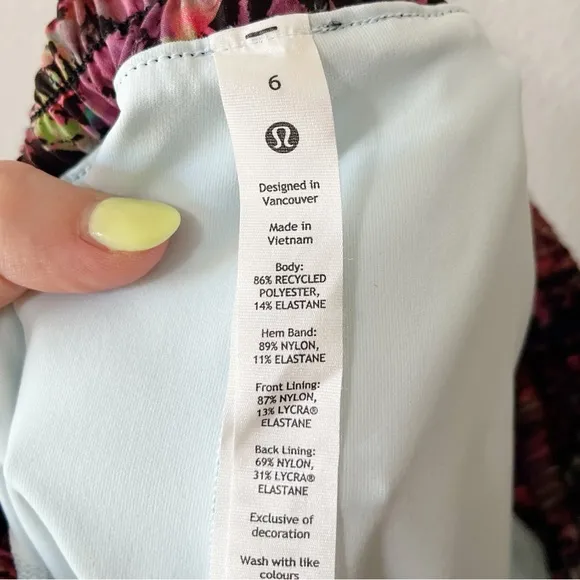 6
Designed in
Vancouver
Made in
Vietnam
Body:
86% RECYCLED
POLYESTER,
14% ELASTANE
Hem Band:
89% NYLON,
11% ELASTANE
Front Lining:
87% NYLON,
13% LYCRA®
ELASTANE
Back Lining:
69% NYLON,
31% LYCRA®
ELASTANE
Exclusive of
decoration
Wash with like
colours